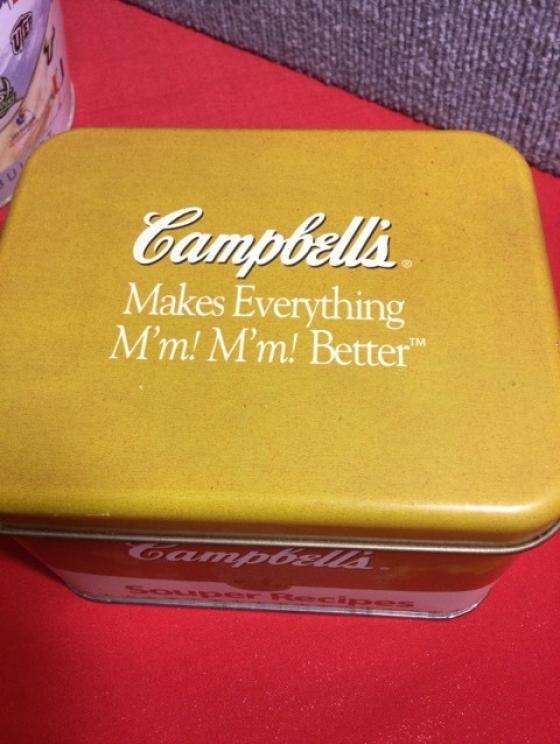 Campbell's®
Makes Everything
M'm! M'm! Better™
Campbell's
Souper Recipes